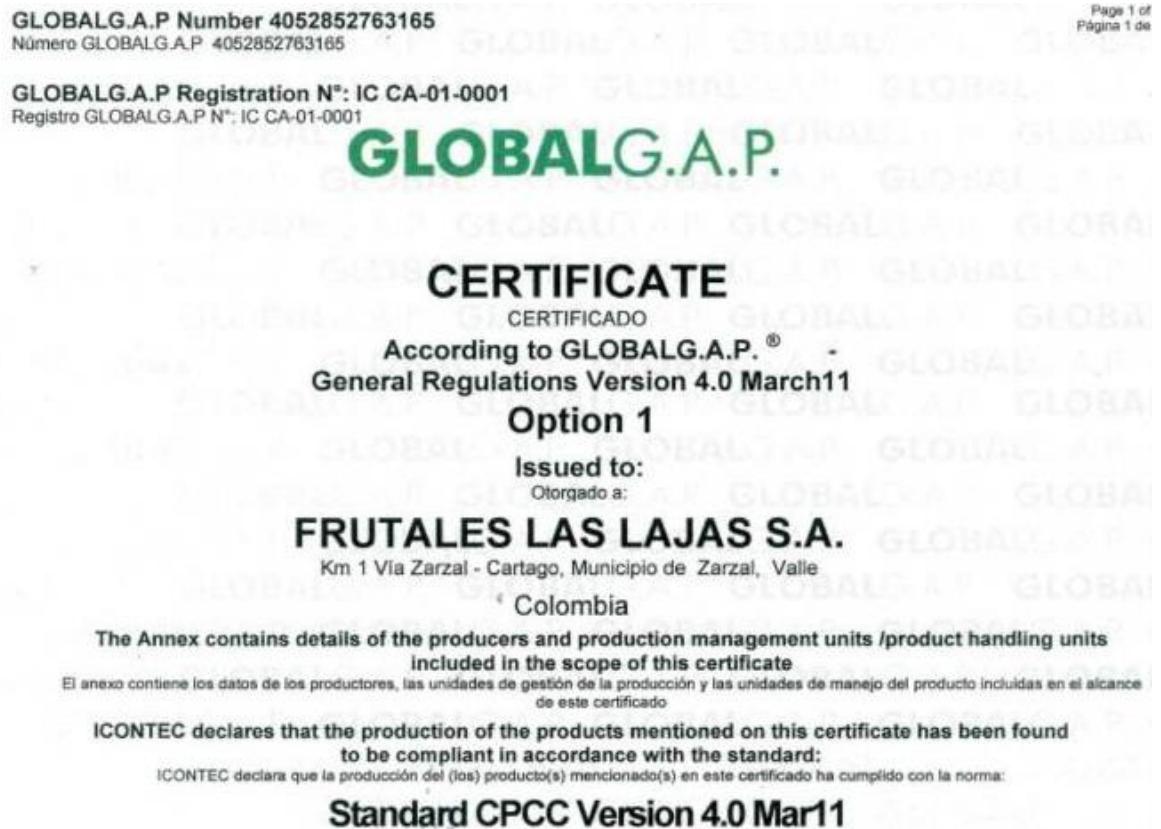 GLOBALG.A.P Number 4052852763165
Número GLOBALG.A.P 4052852763165
Page 1 of
Página 1 de
GLOBALG.A.P Registration N°: IC CA-01-0001
Registro GLOBALG.A.P N°: IC CA-01-0001
GLOBALG.A.P.
CERTIFICATE
CERTIFICADO
According to GLOBALG.A.P. ®
General Regulations Version 4.0 March11
Option 1
Issued to:
Otorgado a:
FRUTALES LAS LAJAS S.A.
Km 1 Vía Zarzal - Cartago, Municipio de Zarzal, Valle
Colombia
The Annex contains details of the producers and production management units /product handling units
included in the scope of this certificate
El anexo contiene los datos de los productores, las unidades de gestión de la producción y las unidades de manejo del producto incluidas en el alcance
de este certificado
ICONTEC declares that the production of the products mentioned on this certificate has been found
to be compliant in accordance with the standard:
ICONTEC declara que la producción del (los) producto(s) mencionado(s) en este certificado ha cumplido con la norma:
Standard CPCC Version 4.0 Mar11